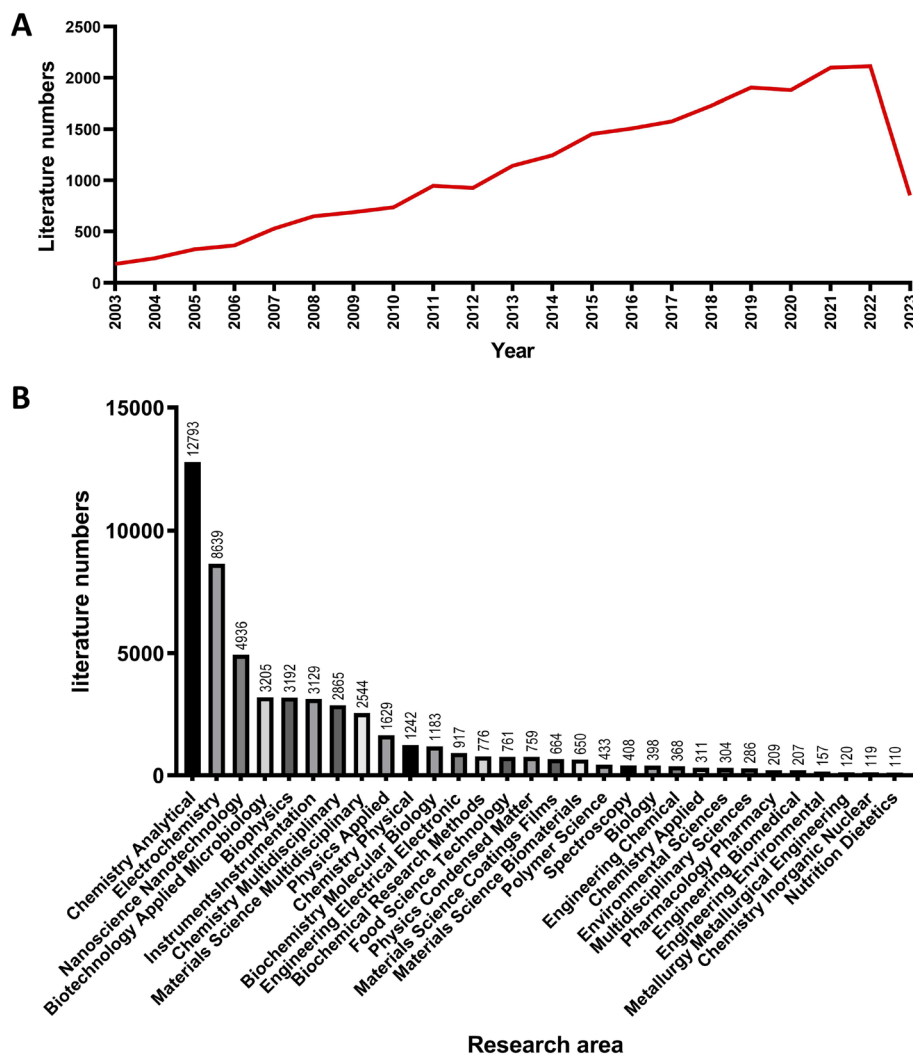 A
Literature numbers
2500
2000
1500
1000
500
0
2003
2004
2005
2006
2007
2008
2009
2010
2011
2012
2013
2014
2015
2016
2017
2018
2019
2020
2021
2022
2023
Year
B
literature numbers
15000
10000
5000
0
12793
8639
4936
3205
3192
3129
2865
2544
1629
1242
1183
917
776
761
759
664
650
433
408
398
368
311
304
286
209
207
157
120
119
110
Chemistry Analytical
Electrochemistry
Nanoscience Nanotechnology
Biotechnology Applied Microbiology
Biophysics
InstrumentsInstrumentation
Chemistry Multidisciplinary
Materials Science Multidisciplinary
Physics Applied
Chemistry Physical
Biochemistry Molecular Biology
Engineering Electrical Electronic
Biochemical Research Methods
Food Science Technology
Physics Condensed Matter
Materials Science Coatings Films
Materials Science Biomaterials
Polymer Science
Spectroscopy
Biology
Engineering Chemical
Chemistry Applied
Environmental Sciences
Multidisciplinary Sciences
Pharmacology Pharmacy
Engineering Biomedical
Engineering Environmental
Metallurgy Metallurgical Engineering
Chemistry Inorganic Nuclear
Nutrition Dietetics
Research area